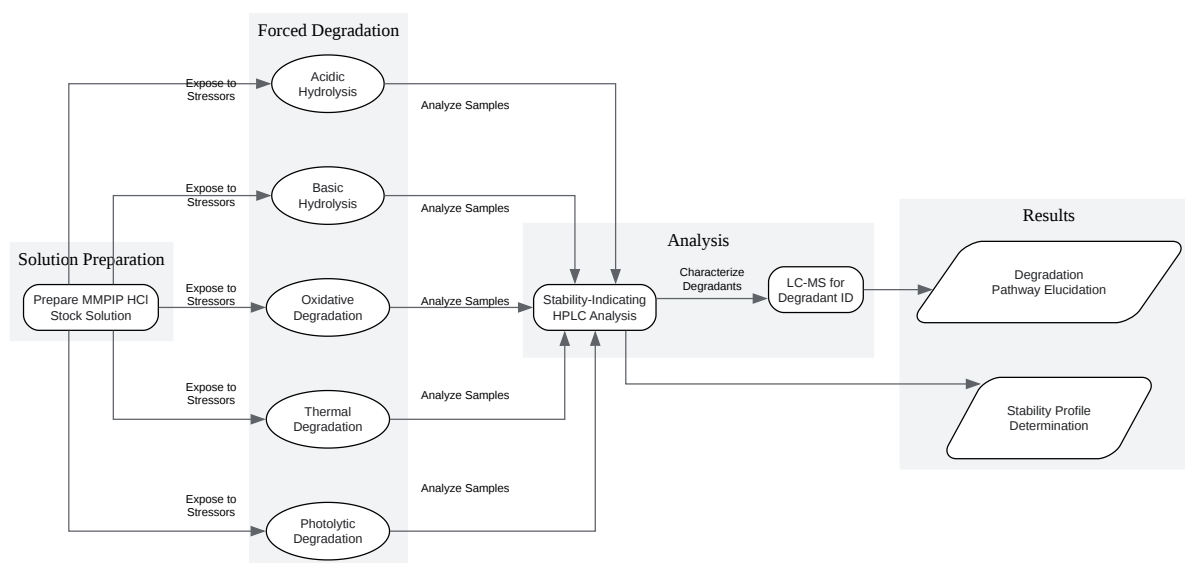 Forced Degradation
Expose to
Stressors
Acidic
Hydrolysis
Analyze Samples
Expose to
Stressors
Basic
Hydrolysis
Analyze Samples
Solution Preparation
Prepare MMPIP HCl
Stock Solution
Expose to
Stressors
Oxidative
Degradation
Analyze Samples
Expose to
Stressors
Thermal
Degradation
Analyze Samples
Expose to
Stressors
Photolytic
Degradation
Analyze Samples
Analysis
Stability-Indicating
HPLC Analysis
Characterize
Degradants
LC-MS for
Degradant ID
Results
Degradation
Pathway Elucidation
Stability Profile
Determination